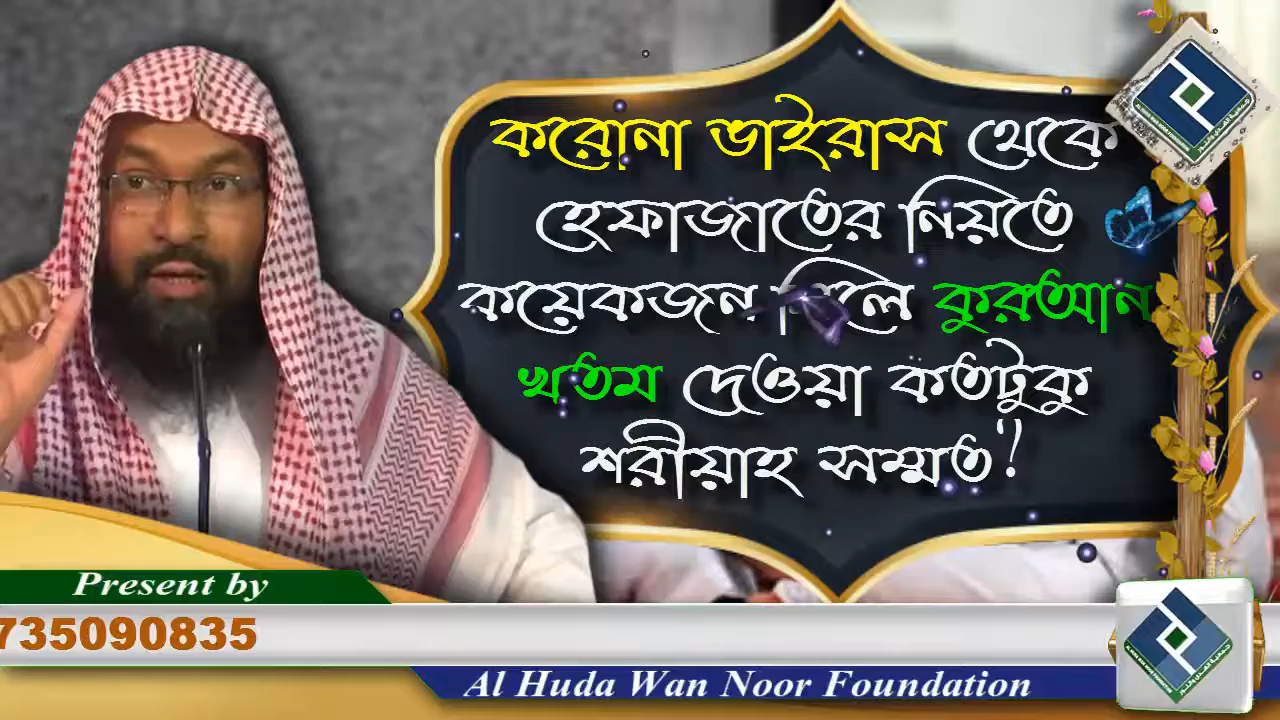 করোনা ভাইরাস থেকে
হেফাজাতের নিয়তে
কয়েকজন মিলে কুরআন
খতম দেওয়া কতটুকু
শরীয়াহ সম্মত?
Present by
735090835
Al Huda Wan Noor Foundation